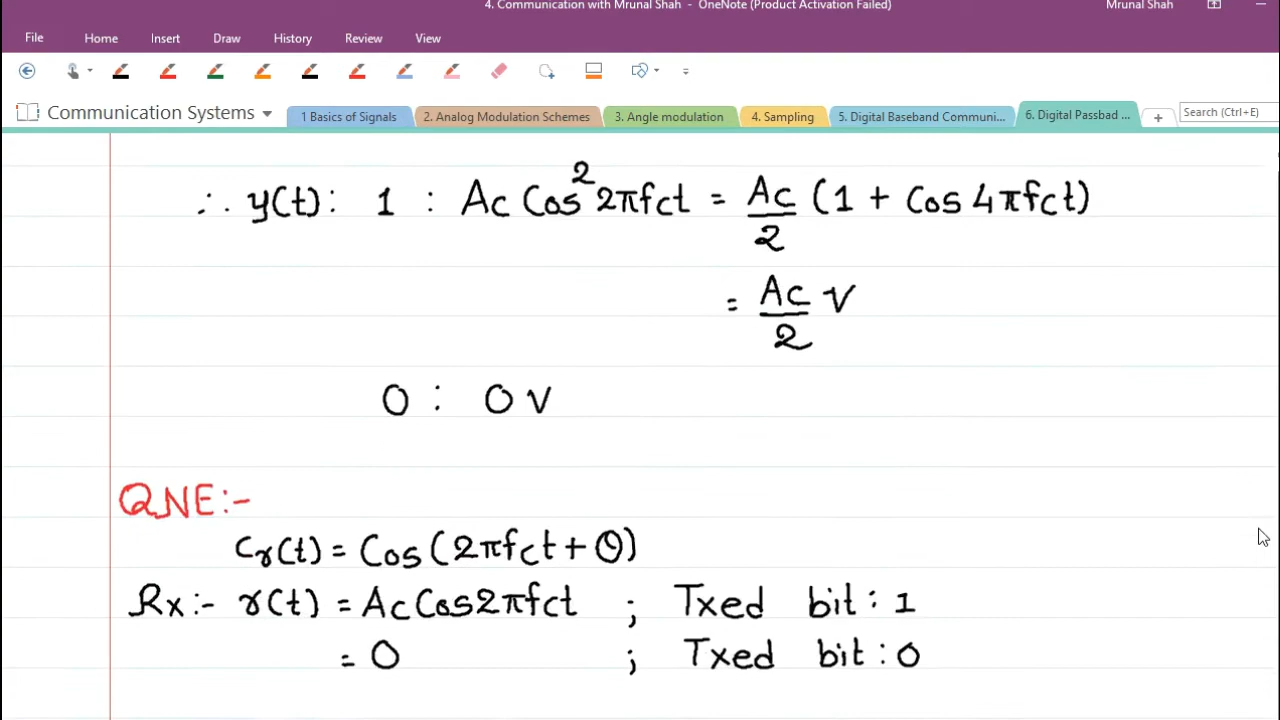 4. Communication with Mrunal Shah - OneNote (Product Activation Failed) Mrunal Shah
File Home Insert Draw History Review View
Communication Systems 1 Basics of Signals 2. Analog Modulation Schemes 3. Angle modulation 4. Sampling 5. Digital Baseband Communi... 6. Digital Passbad ... + Search (Ctrl+E)
∴ y(t): 1 : Ac Cos² 2πfct = Ac/2 (1 + Cos 4πfct)
= Ac/2 V
0 : 0 V
QNE:-
Cr(t) = Cos (2πfct + θ)
Rx:- r(t) = Ac Cos2πfct ; Txed bit: 1
= 0 ; Txed bit: 0